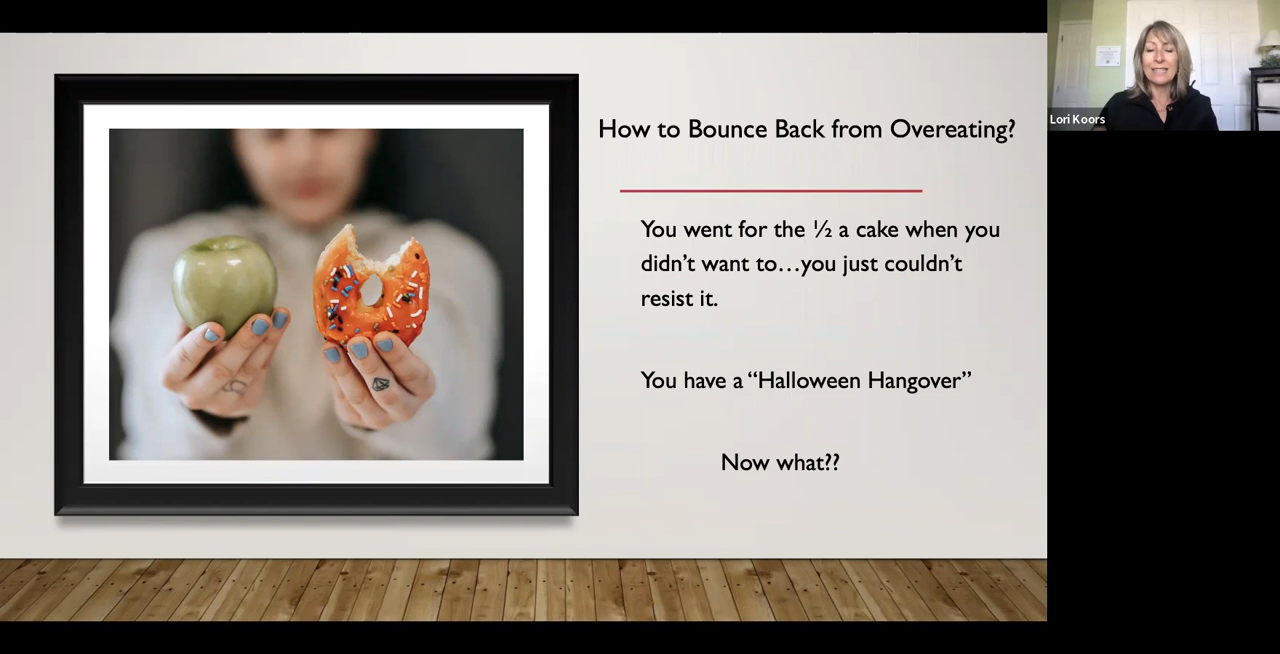 How to Bounce Back from Overeating?
You went for the ½ a cake when you
didn’t want to…you just couldn’t
resist it.
You have a “Halloween Hangover”
Now what??
Lori Koors